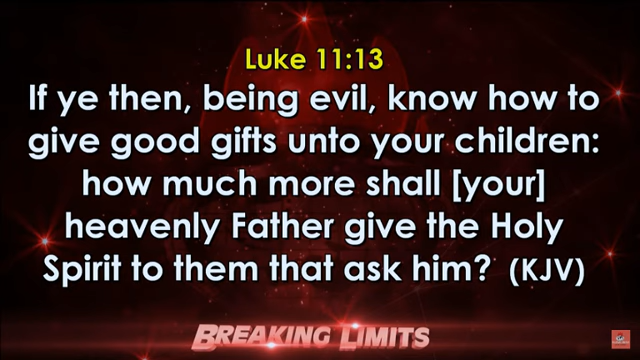 Luke 11:13
If ye then, being evil, know how to
give good gifts unto your children:
how much more shall [your]
heavenly Father give the Holy
Spirit to them that ask him? (KJV)
BREAKING LIMITS